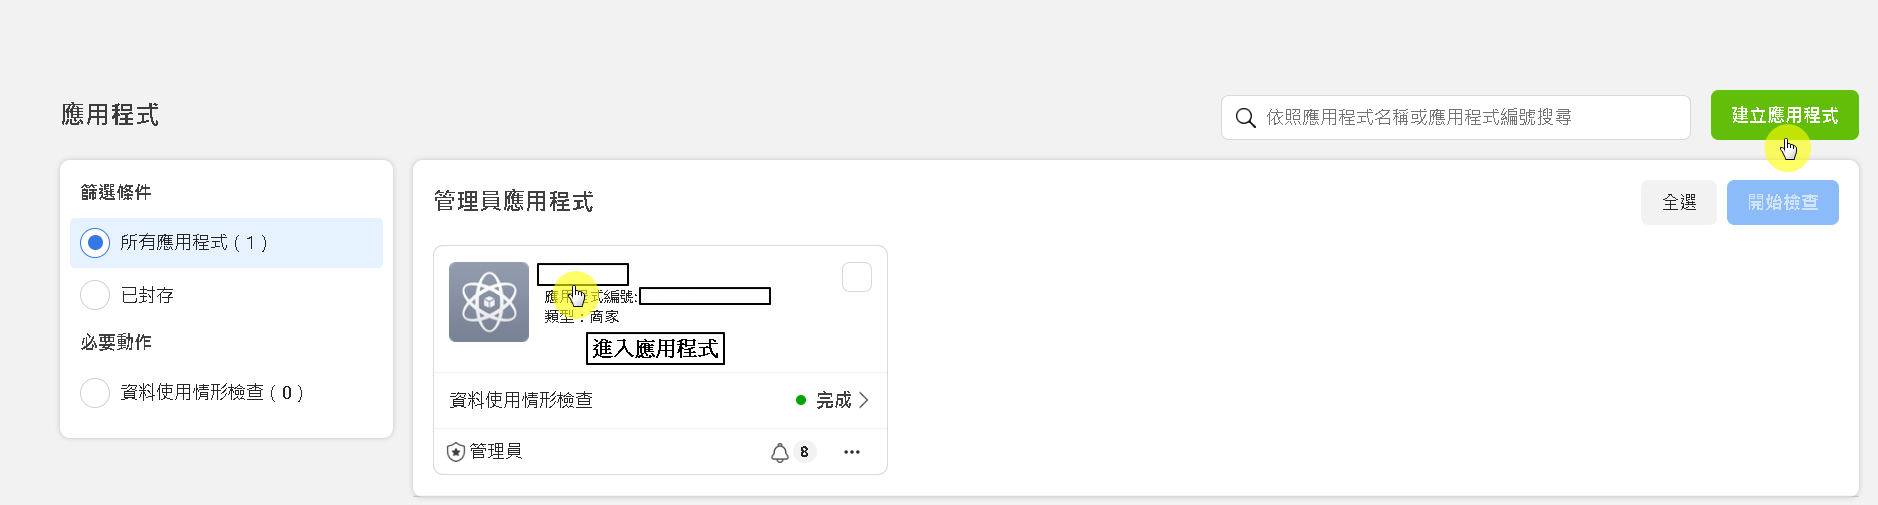 應用程式
依照應用程式名稱或應用程式編號搜尋
建立應用程式
篩選條件
所有應用程式 ( 1 )
已封存
必要動作
資料使用情形檢查 ( 0 )
管理員應用程式
全選
開始檢查
應用程式編號:
類型：商家
進入應用程式
資料使用情形檢查
完成
管理員
8